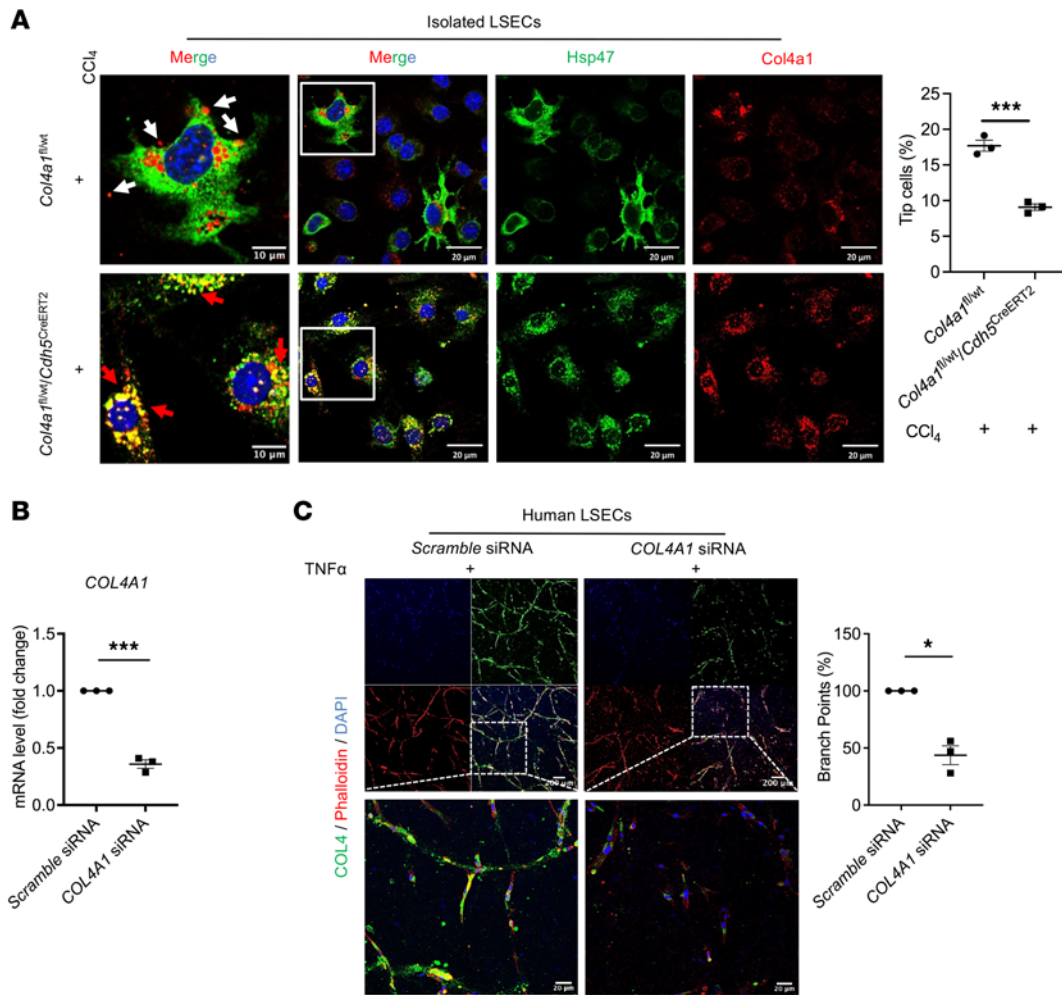 A
Isolated LSECs
CCl₄
Merge
Merge
Hsp47
Col4a1
Col4a1fl/wt
+
10 µm
20 µm
20 µm
20 µm
Col4a1fl/wt/Cdh5CreERT2
+
10 µm
20 µm
20 µm
20 µm
Tip cells (%)
25
20
15
10
5
0
***
Col4a1fl/wt
Col4a1fl/wt/Cdh5CreERT2
CCl₄ + +
B
COL4A1
mRNA level (fold change)
1.5
1.0
0.5
0.0
***
Scramble siRNA
COL4A1 siRNA
C
Human LSECs
Scramble siRNA
COL4A1 siRNA
TNFα + +
COL4 / Phalloidin / DAPI
200 µm
200 µm
20 µm
20 µm
Branch Points (%)
150
100
50
0
*
Scramble siRNA
COL4A1 siRNA